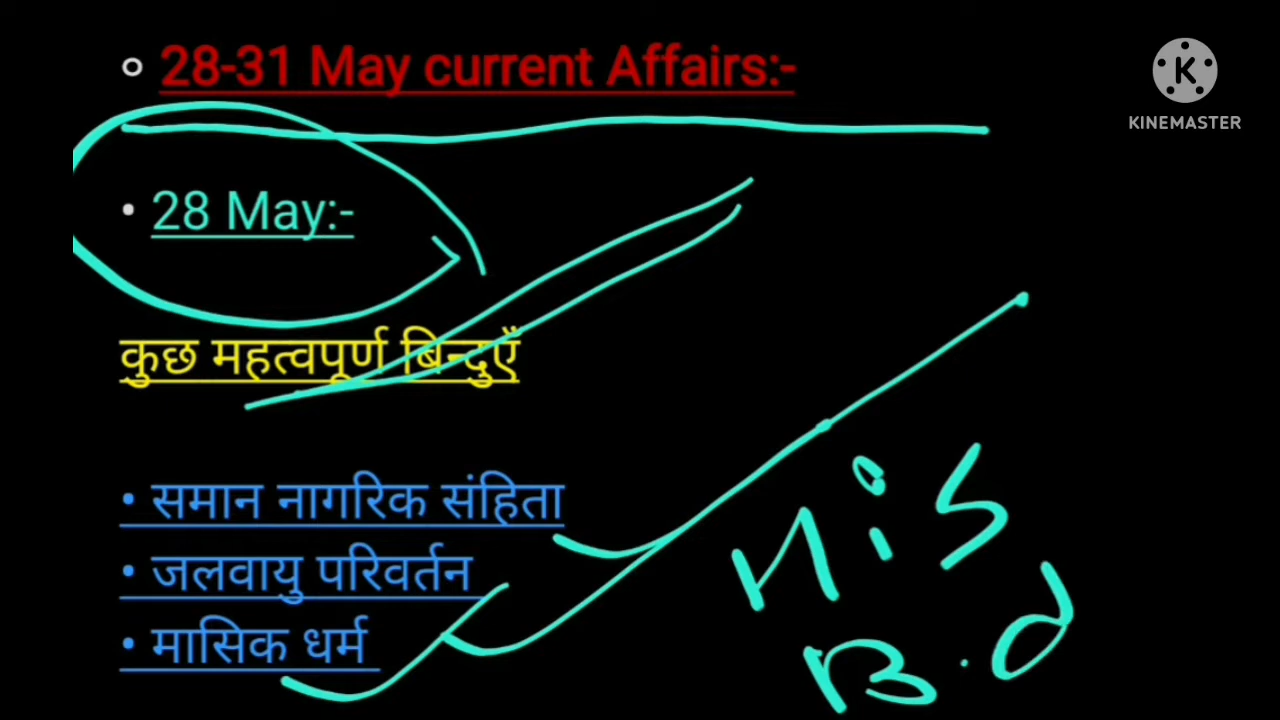 28-31 May current Affairs:-
K
KINEMASTER
• 28 May:-
कुछ महत्वपूर्ण बिन्दुएँ
• समान नागरिक संहिता
• जलवायु परिवर्तन
• मासिक धर्म